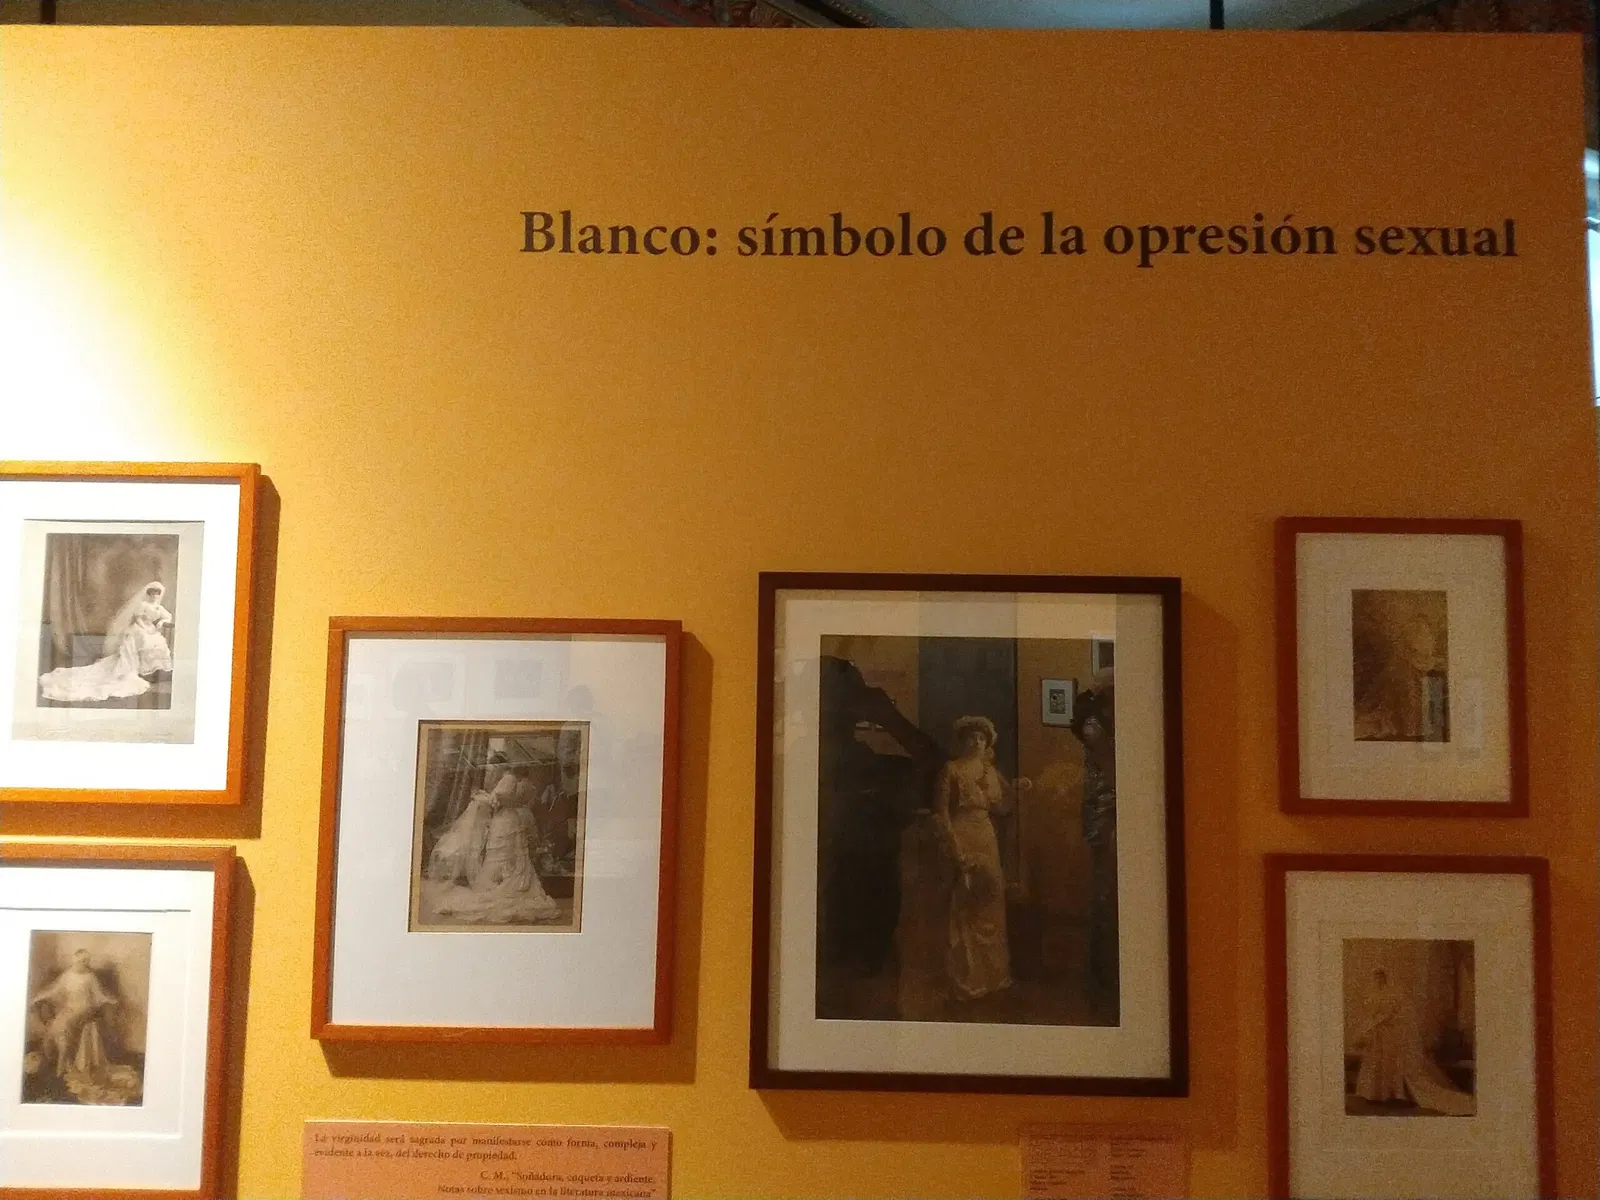 Blanco: símbolo de la opresión sexual
La virginidad será sagrada por manifestarse como forma, compleja y
evidente a la vez, del derecho de propiedad.
C. M., "Soñadora, coqueta y ardiente.
Notas sobre sexismo en la literatura mexicana"